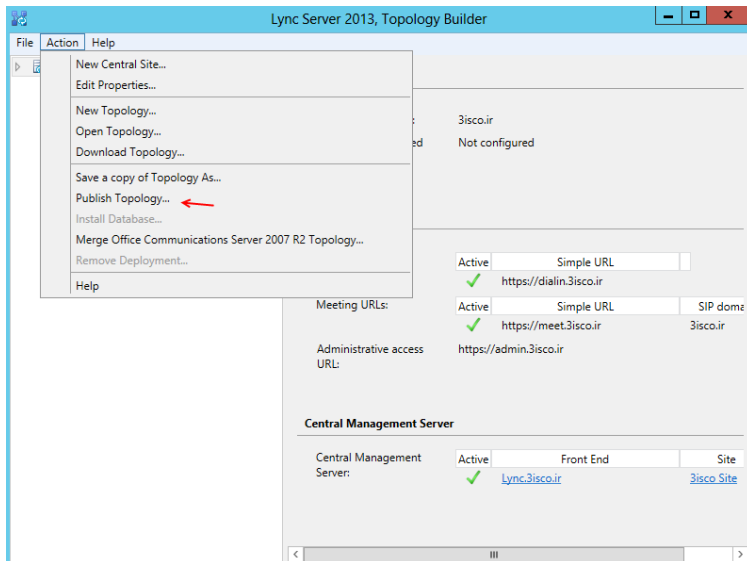 Lync Server 2013, Topology Builder
File Action Help
New Central Site...
Edit Properties...
New Topology...
Open Topology...
Download Topology...
Save a copy of Topology As...
Publish Topology...
Install Database...
Merge Office Communications Server 2007 R2 Topology...
Remove Deployment...
Help
: 3isco.ir
ed Not configured
Active Simple URL
https://dialin.3isco.ir
Meeting URLs: Active Simple URL SIP doma
https://meet.3isco.ir 3isco.ir
Administrative access https://admin.3isco.ir
URL:
Central Management Server
Central Management Active Front End Site
Server: Lync.3isco.ir 3isco Site